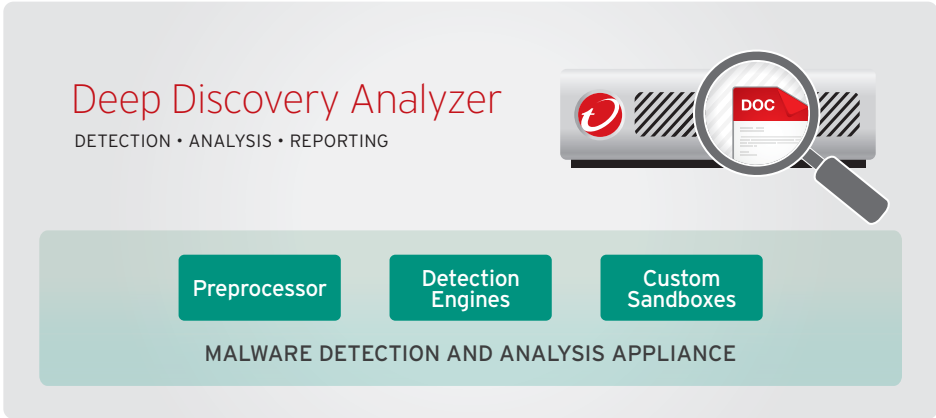 Deep Discovery Analyzer
DETECTION • ANALYSIS • REPORTING
DOC
Preprocessor
Detection
Engines
Custom
Sandboxes
MALWARE DETECTION AND ANALYSIS APPLIANCE